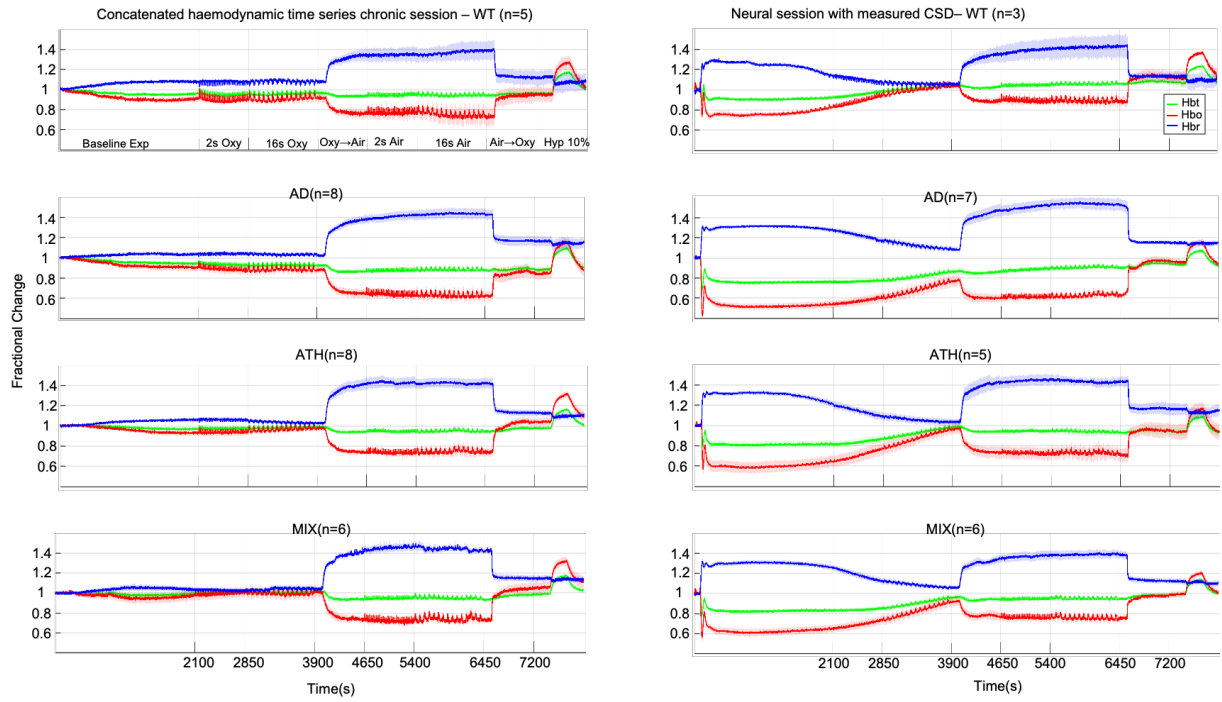 Concatenated haemodynamic time series chronic session – WT (n=5)
1.4
1.2
1
0.8
0.6
Baseline Exp
2s Oxy
16s Oxy
Oxy→Air
2s Air
16s Air
Air→Oxy
Hyp 10%
Neural session with measured CSD– WT (n=3)
1.4
1.2
1
0.8
0.6
Hbt
Hbo
Hbr
AD(n=8)
1.4
1.2
1
0.8
0.6
AD(n=7)
1.4
1.2
1
0.8
0.6
Fractional Change
ATH(n=8)
1.4
1.2
1
0.8
0.6
ATH(n=5)
1.4
1.2
1
0.8
0.6
MIX(n=6)
1.4
1.2
1
0.8
0.6
2100 2850 3900 4650 5400 6450 7200
Time(s)
MIX(n=6)
1.4
1.2
1
0.8
0.6
2100 2850 3900 4650 5400 6450 7200
Time(s)